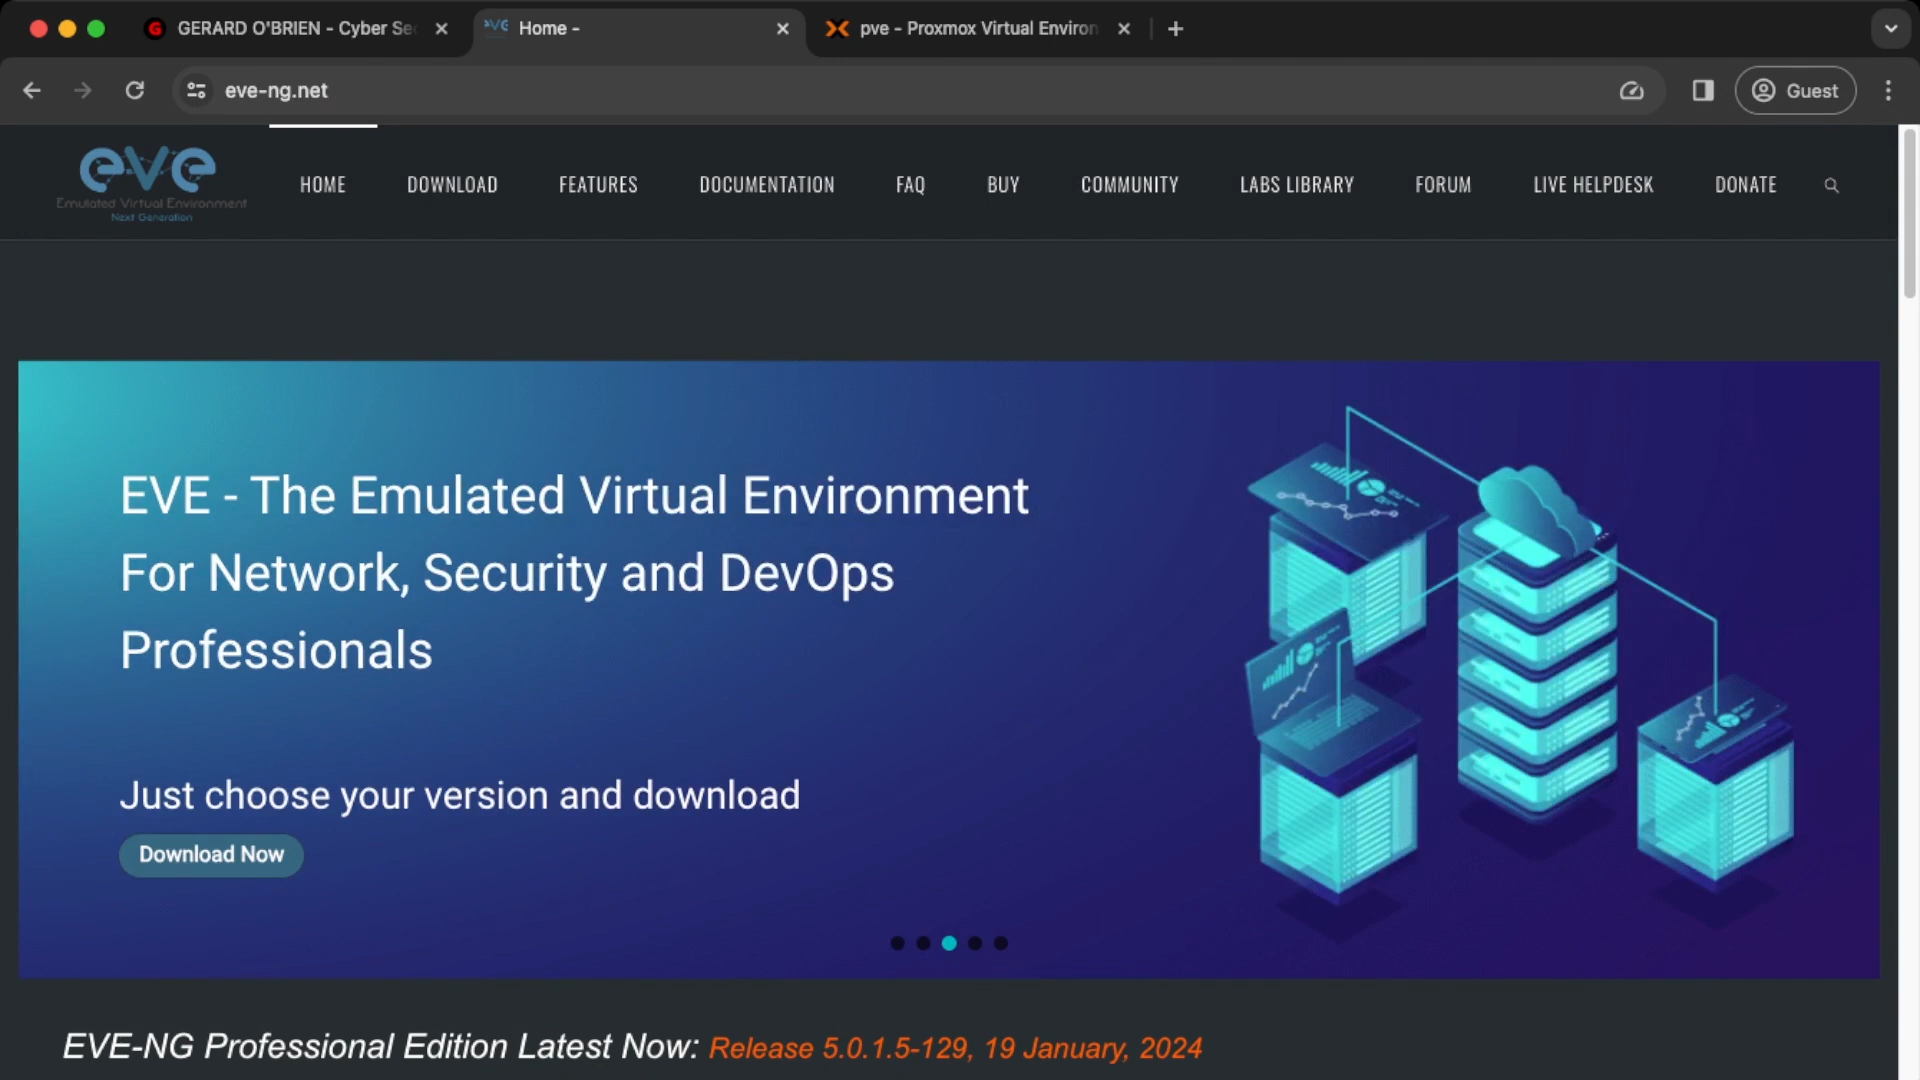 GERARD O'BRIEN - Cyber Se
Home -
pve - Proxmox Virtual Environ
eve-ng.net
Guest
eve
Emulated Virtual Environment
Next Generation
HOME
DOWNLOAD
FEATURES
DOCUMENTATION
FAQ
BUY
COMMUNITY
LABS LIBRARY
FORUM
LIVE HELPDESK
DONATE
EVE - The Emulated Virtual Environment
For Network, Security and DevOps
Professionals
Just choose your version and download
Download Now
EVE-NG Professional Edition Latest Now: Release 5.0.1.5-129, 19 January, 2024